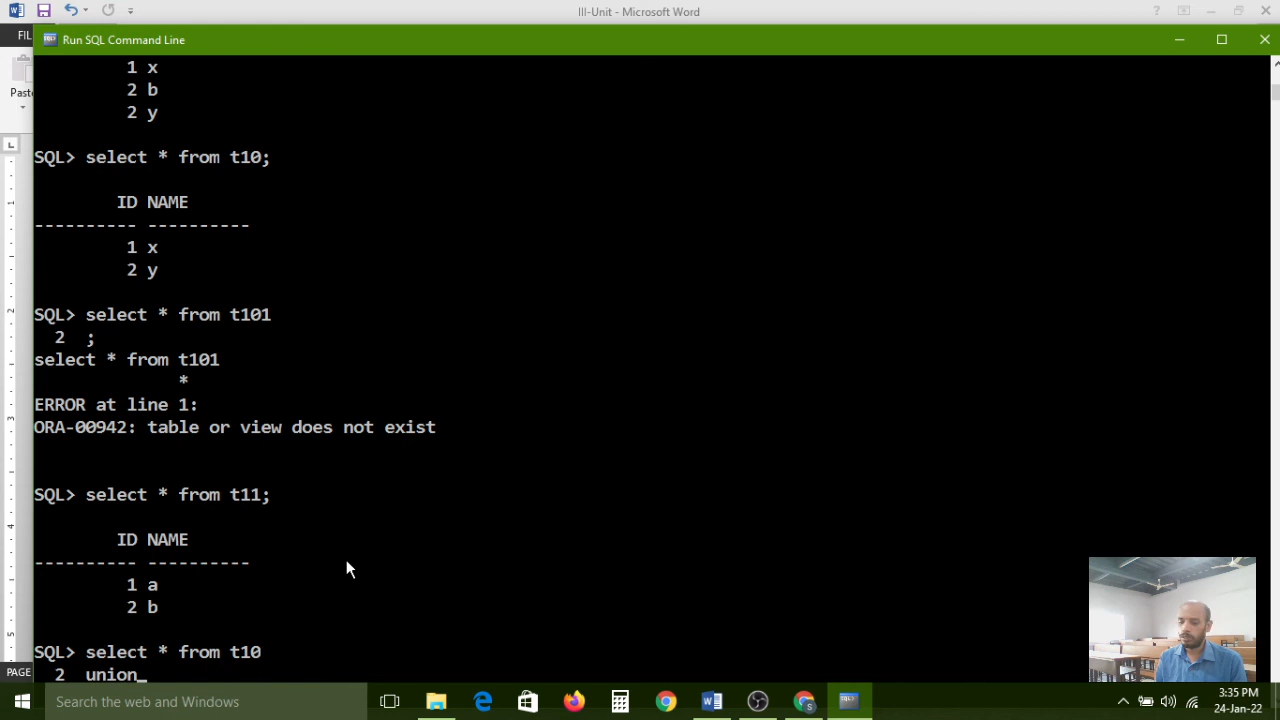 III-Unit - Microsoft Word
FIL
Run SQL Command Line
Paste
1 x
2 b
2 y
SQL> select * from t10;
ID NAME
---------- ----------
1 x
2 y
SQL> select * from t101
2 ;
select * from t101
*
ERROR at line 1:
ORA-00942: table or view does not exist
SQL> select * from t11;
ID NAME
---------- ----------
1 a
2 b
SQL> select * from t10
2 union_
PAGE
Search the web and Windows
3:35 PM
24-Jan-22